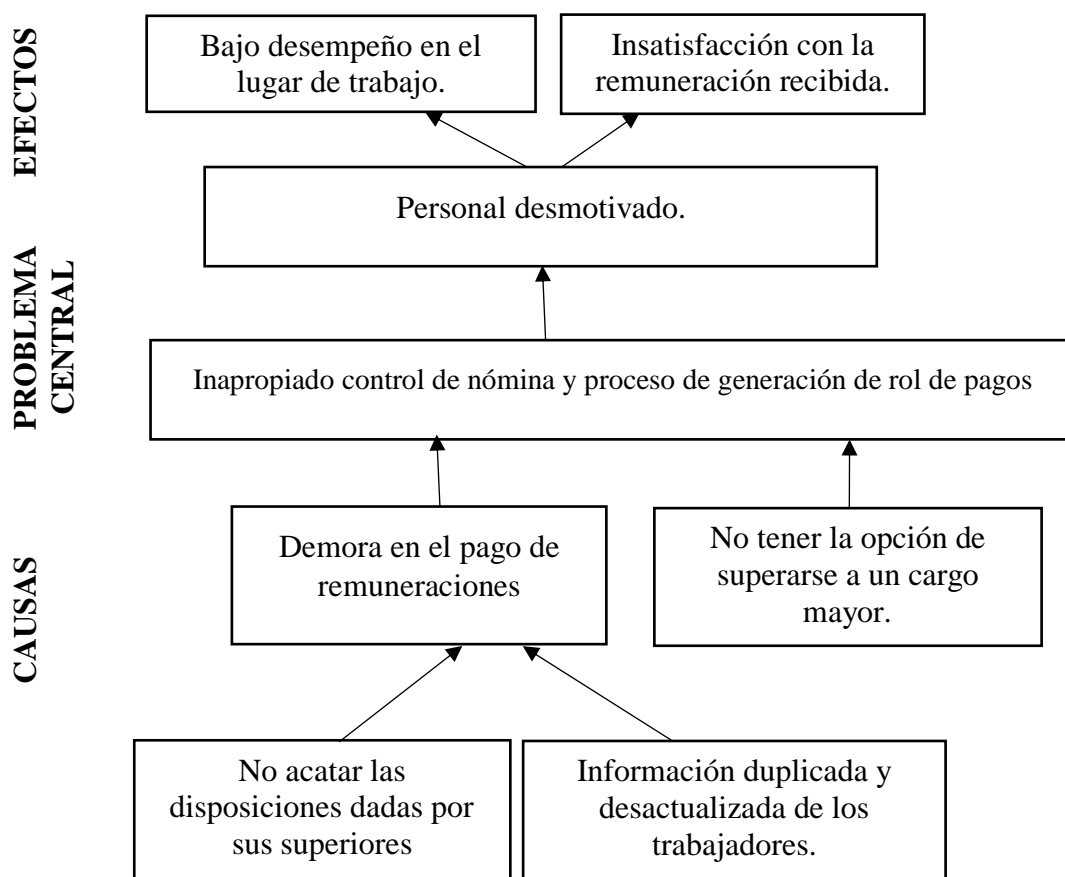 EFECTOS
Bajo desempeño en el
lugar de trabajo.
Insatisfacción con la
remuneración recibida.
Personal desmotivado.
PROBLEMA
CENTRAL
Inapropiado control de nómina y proceso de generación de rol de pagos
CAUSAS
Demora en el pago de
remuneraciones
No tener la opción de
superarse a un cargo
mayor.
No acatar las
disposiciones dadas por
sus superiores
Información duplicada y
desactualizada de los
trabajadores.